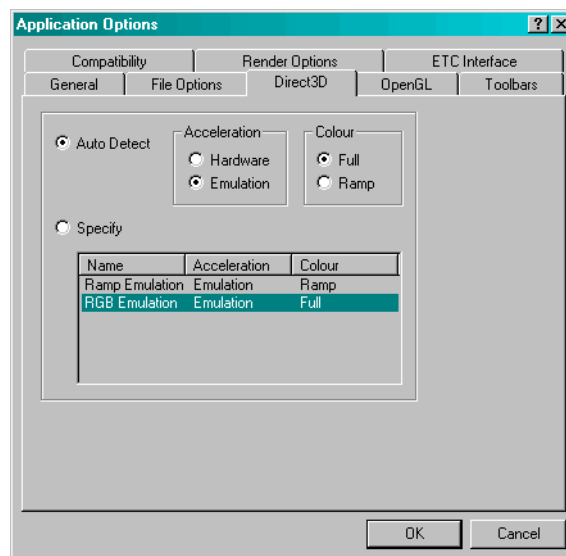 Application Options
Compatibility Render Options ETC Interface
General File Options Direct3D OpenGL Toolbars
Auto Detect
Acceleration
Hardware
Emulation
Colour
Full
Ramp
Specify
Name Acceleration Colour
Ramp Emulation Emulation Ramp
RGB Emulation Emulation Full
OK Cancel